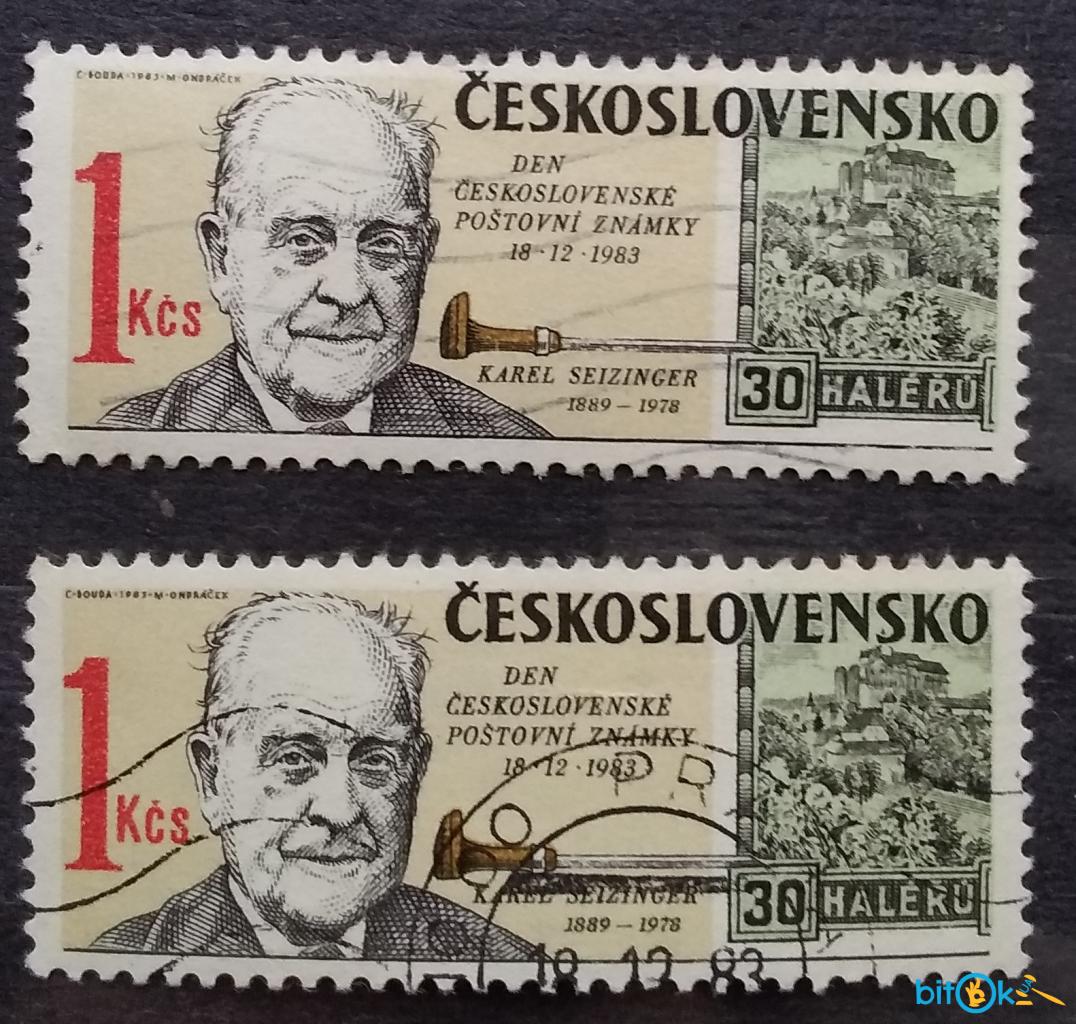 C·BOUDA·1983·M·ONDRÁČEK
ČESKOSLOVENSKO
DEN
ČESKOSLOVENSKÉ
POŠTOVNÍ ZNÁMKY
18·12·1983
1 Kčs
KAREL SEIZINGER
1889 – 1978
30 HALÉŘŮ
C·BOUDA·1983·M·ONDRÁČEK
ČESKOSLOVENSKO
DEN
ČESKOSLOVENSKÉ
POŠTOVNÍ ZNÁMKY
18·12·1983
1 Kčs
KAREL SEIZINGER
1889 – 1978
30 HALÉŘŮ
18.12.83
bitOk